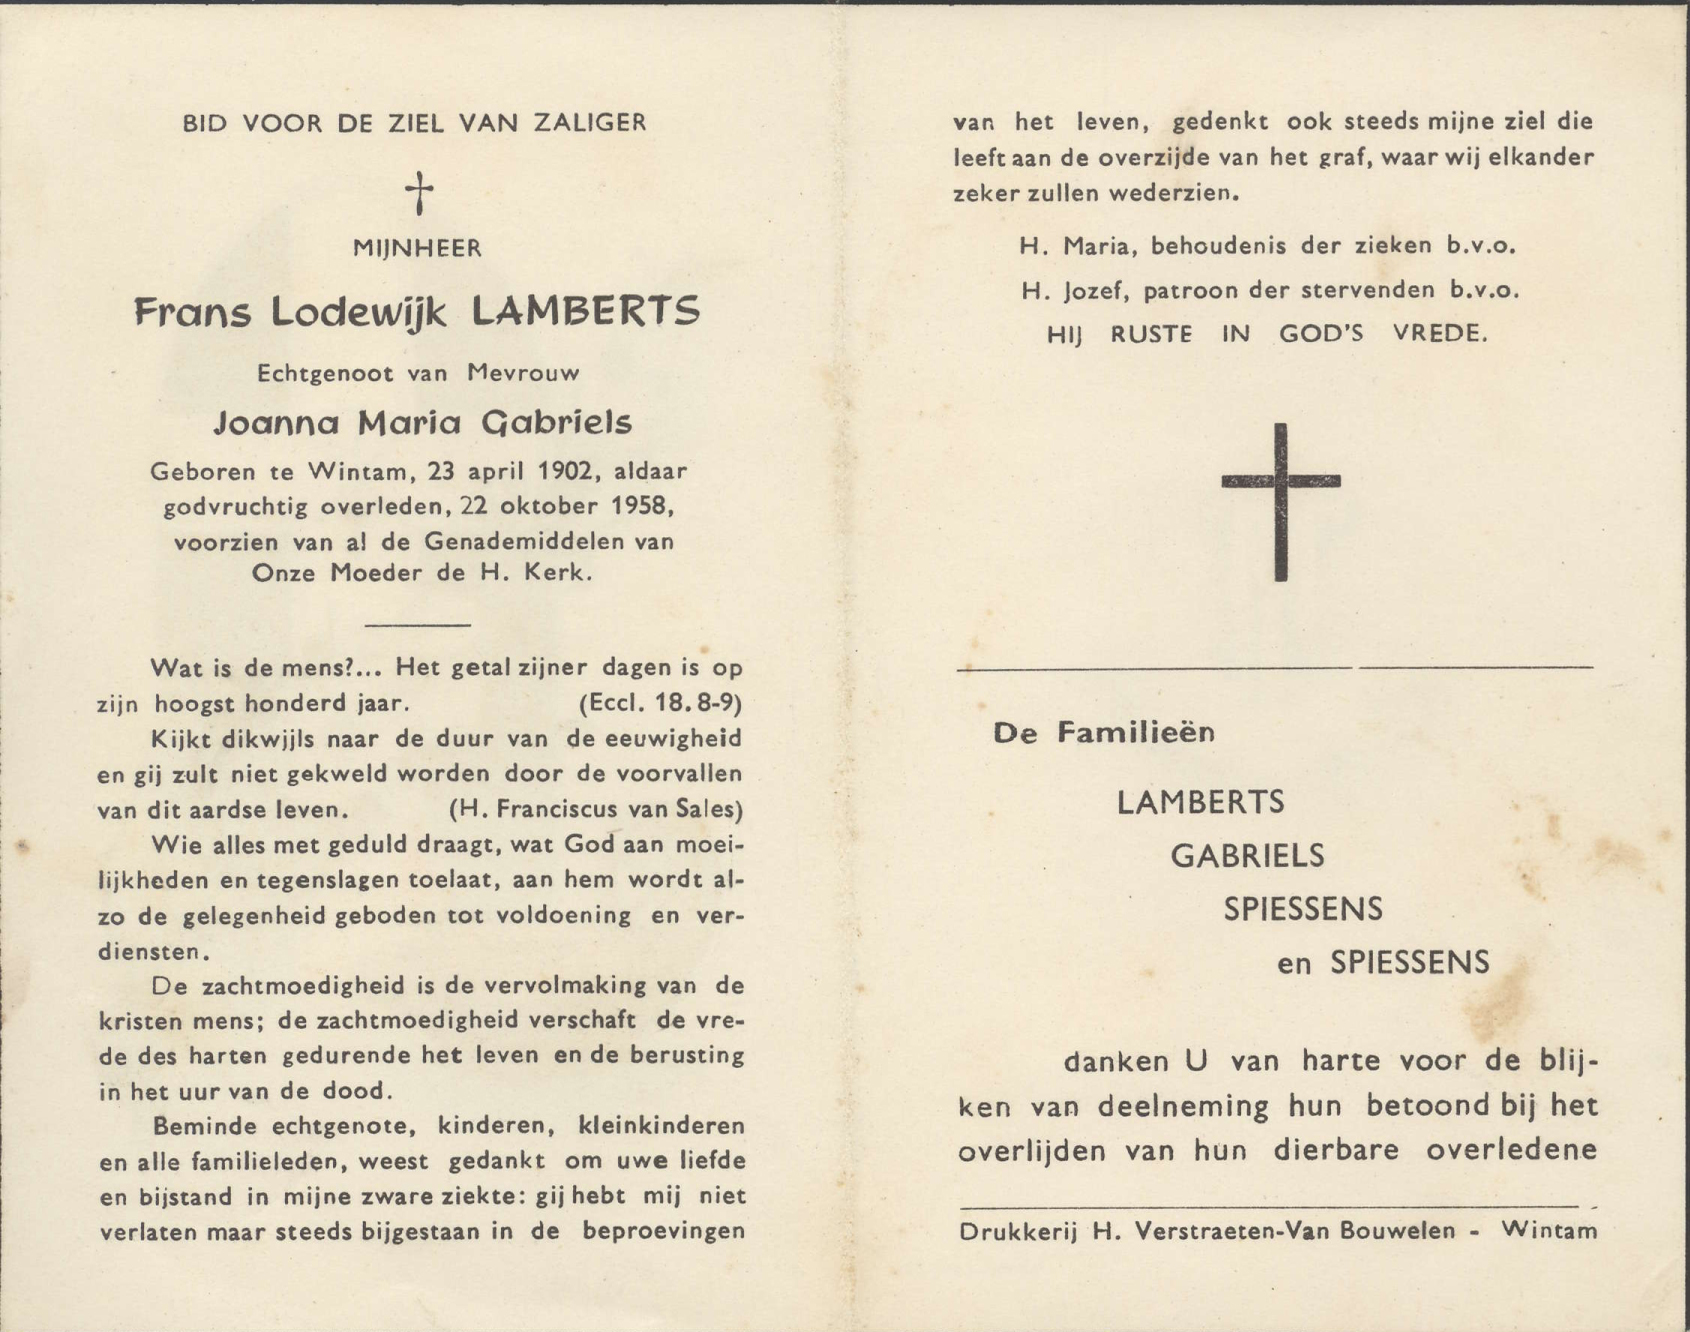 BID VOOR DE ZIEL VAN ZALIGER
MIJNHEER
Frans Lodewijk LAMBERTS
Echtgenoot van Mevrouw
Joanna Maria Gabriels
Geboren te Wintam, 23 april 1902, aldaar
godvruchtig overleden, 22 oktober 1958,
voorzien van al de Genademiddelen van
Onze Moeder de H. Kerk.
Wat is de mens?... Het getal zijner dagen is op
zijn hoogst honderd jaar. (Eccl. 18. 8-9)
Kijkt dikwjjls naar de duur van de eeuwigheid
en gij zult niet gekweld worden door de voorvallen
van dit aardse leven. (H. Franciscus van Sales)
Wie alles met geduld draagt, wat God aan moei-
lijkheden en tegenslagen toelaat, aan hem wordt al-
zo de gelegenheid geboden tot voldoening en ver-
diensten.
De zachtmoedigheid is de vervolmaking van de
kristen mens; de zachtmoedigheid verschaft de vre-
de des harten gedurende het leven en de berusting
in het uur van de dood.
Beminde echtgenote, kinderen, kleinkinderen
en alle familieleden, weest gedankt om uwe liefde
en bijstand in mijne zware ziekte: gij hebt mij niet
verlaten maar steeds bijgestaan in de beproevingen
van het leven, gedenkt ook steeds mijne ziel die
leeft aan de overzijde van het graf, waar wij elkander
zeker zullen wederzien.
H. Maria, behoudenis der zieken b.v.o.
H. Jozef, patroon der stervenden b.v.o.
HIJ RUSTE IN GOD'S VREDE.
De Familieën
LAMBERTS
GABRIELS
SPIESSENS
en SPIESSENS
danken U van harte voor de blij-
ken van deelneming hun betoond bij het
overlijden van hun dierbare overledene
Drukkerij H. Verstraeten-Van Bouwelen - Wintam